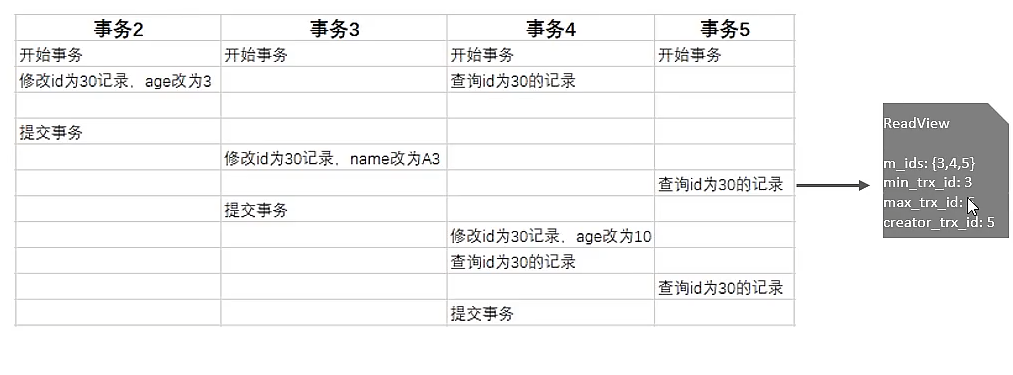 事务2 事务3 事务4 事务5
开始事务 开始事务 开始事务 开始事务
修改id为30记录，age改为3 查询id为30的记录
提交事务
修改id为30记录，name改为A3
查询id为30的记录
提交事务
修改id为30记录，age改为10
查询id为30的记录
查询id为30的记录
提交事务
ReadView
m_ids: {3,4,5}
min_trx_id: 3
max_trx_id:
creator_trx_id: 5